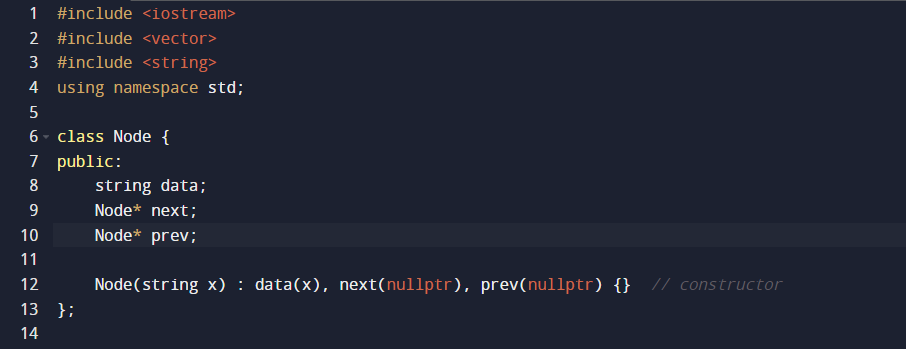 1 #include <iostream>
2 #include <vector>
3 #include <string>
4 using namespace std;
5
6 class Node {
7 public:
8     string data;
9     Node* next;
10     Node* prev;
11
12     Node(string x) : data(x), next(nullptr), prev(nullptr) {}  // constructor
13 };
14